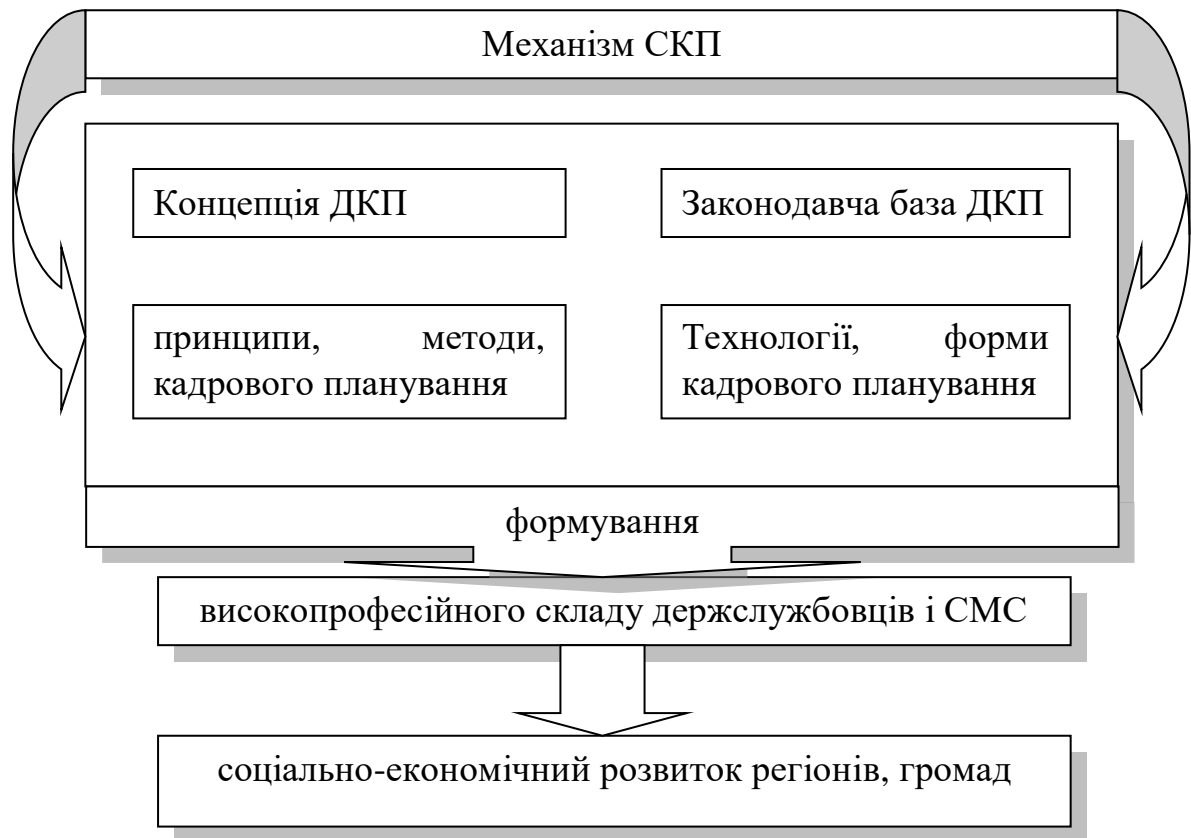 Механізм СКП
Концепція ДКП
Законодавча база ДКП
принципи, методи,
кадрового планування
Технології, форми
кадрового планування
формування
високопрофесійного складу держслужбовців і СМС
соціально-економічний розвиток регіонів, громад